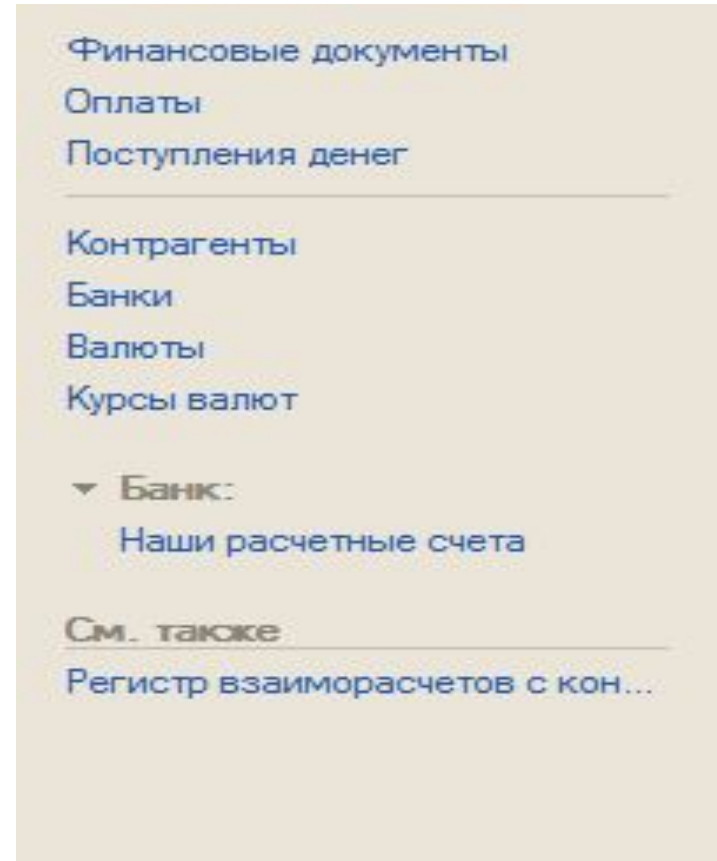 Финансовые документы
Оплаты
Поступления денег
Контрагенты
Банки
Валюты
Курсы валют
Банк:
Наши расчетные счета
См. также
Регистр взаиморасчетов с кон...